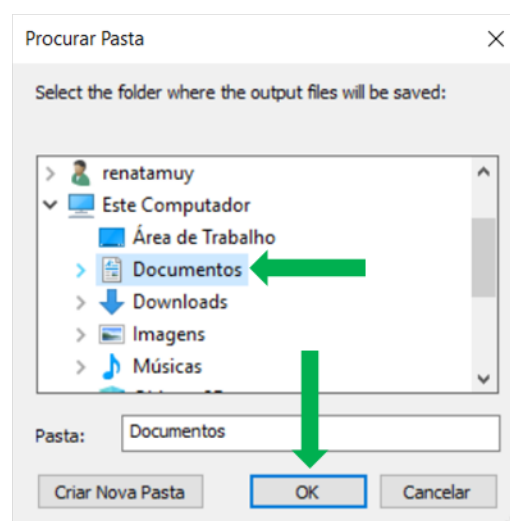 Procurar Pasta
Select the folder where the output files will be saved:
renatamuy
Este Computador
Área de Trabalho
Documentos
Downloads
Imagens
Músicas
Pasta:
Documentos
Criar Nova Pasta
OK
Cancelar